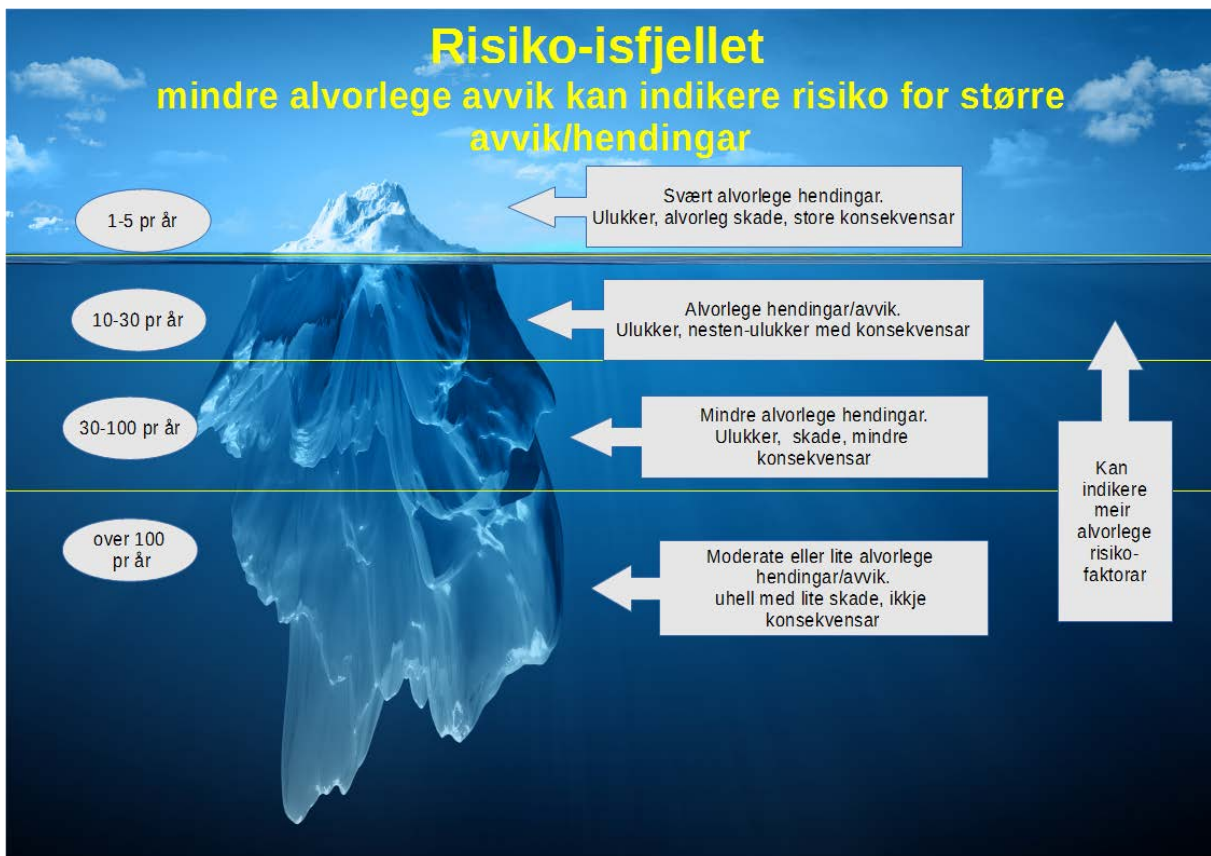 Risiko-isfjellet
mindre alvorlege avvik kan indikere risiko for større
avvik/hendingar
1-5 pr år
Svært alvorlege hendingar.
Ulukker, alvorleg skade, store konsekvensar
10-30 pr år
Alvorlege hendingar/avvik.
Ulukker, nesten-ulukker med konsekvensar
30-100 pr år
Mindre alvorlege hendingar.
Ulukker, skade, mindre
konsekvensar
over 100
pr år
Moderate eller lite alvorlege
hendingar/avvik.
uhell med lite skade, ikkje
konsekvensar
Kan
indikere
meir
alvorlege
risiko-
faktorar